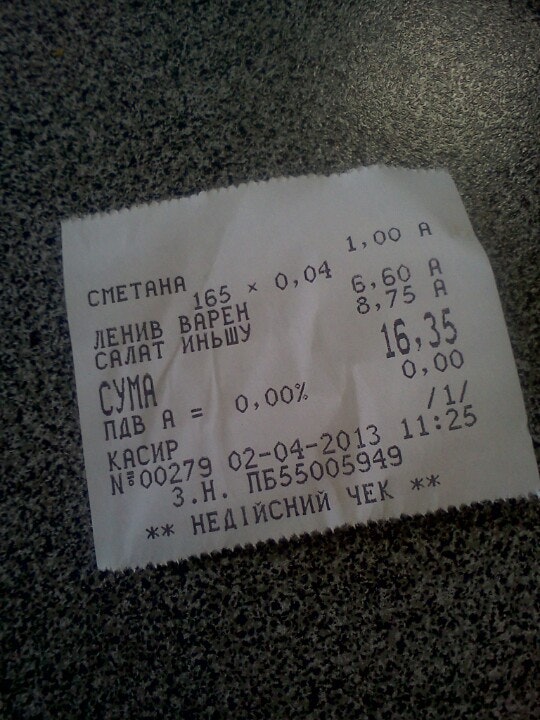 СМЕТАНА 1,00 А
165 × 0,04
ЛЕНИВ ВАРЕН 6,60 А
САЛАТ ИНЬШУ 8,75 А
СУМА 16,35
ПДВ А = 0,00% 0,00
КАСИР /1/
№00279 02-04-2013 11:25
З.Н. ПБ55005949
** НЕДІЙСНИЙ ЧЕК **